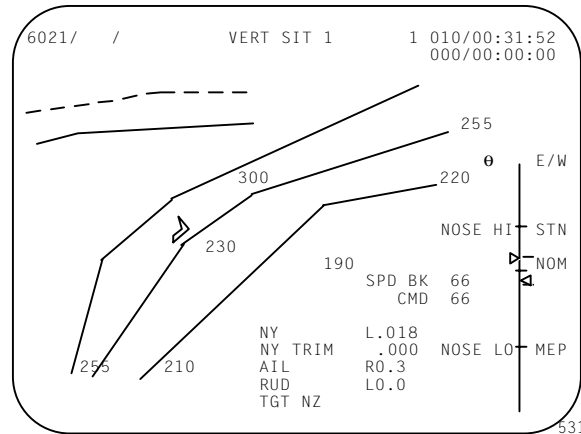 6021/ / VERT SIT 1 1 010/00:31:52
000/00:00:00
255
θ E/W
300 220
NOSE HI STN
230
190 NOM
SPD BK 66
CMD 66
NY L.018
NY TRIM .000 NOSE LO MEP
255 210 AIL R0.3
RUD L0.0
TGT NZ
531